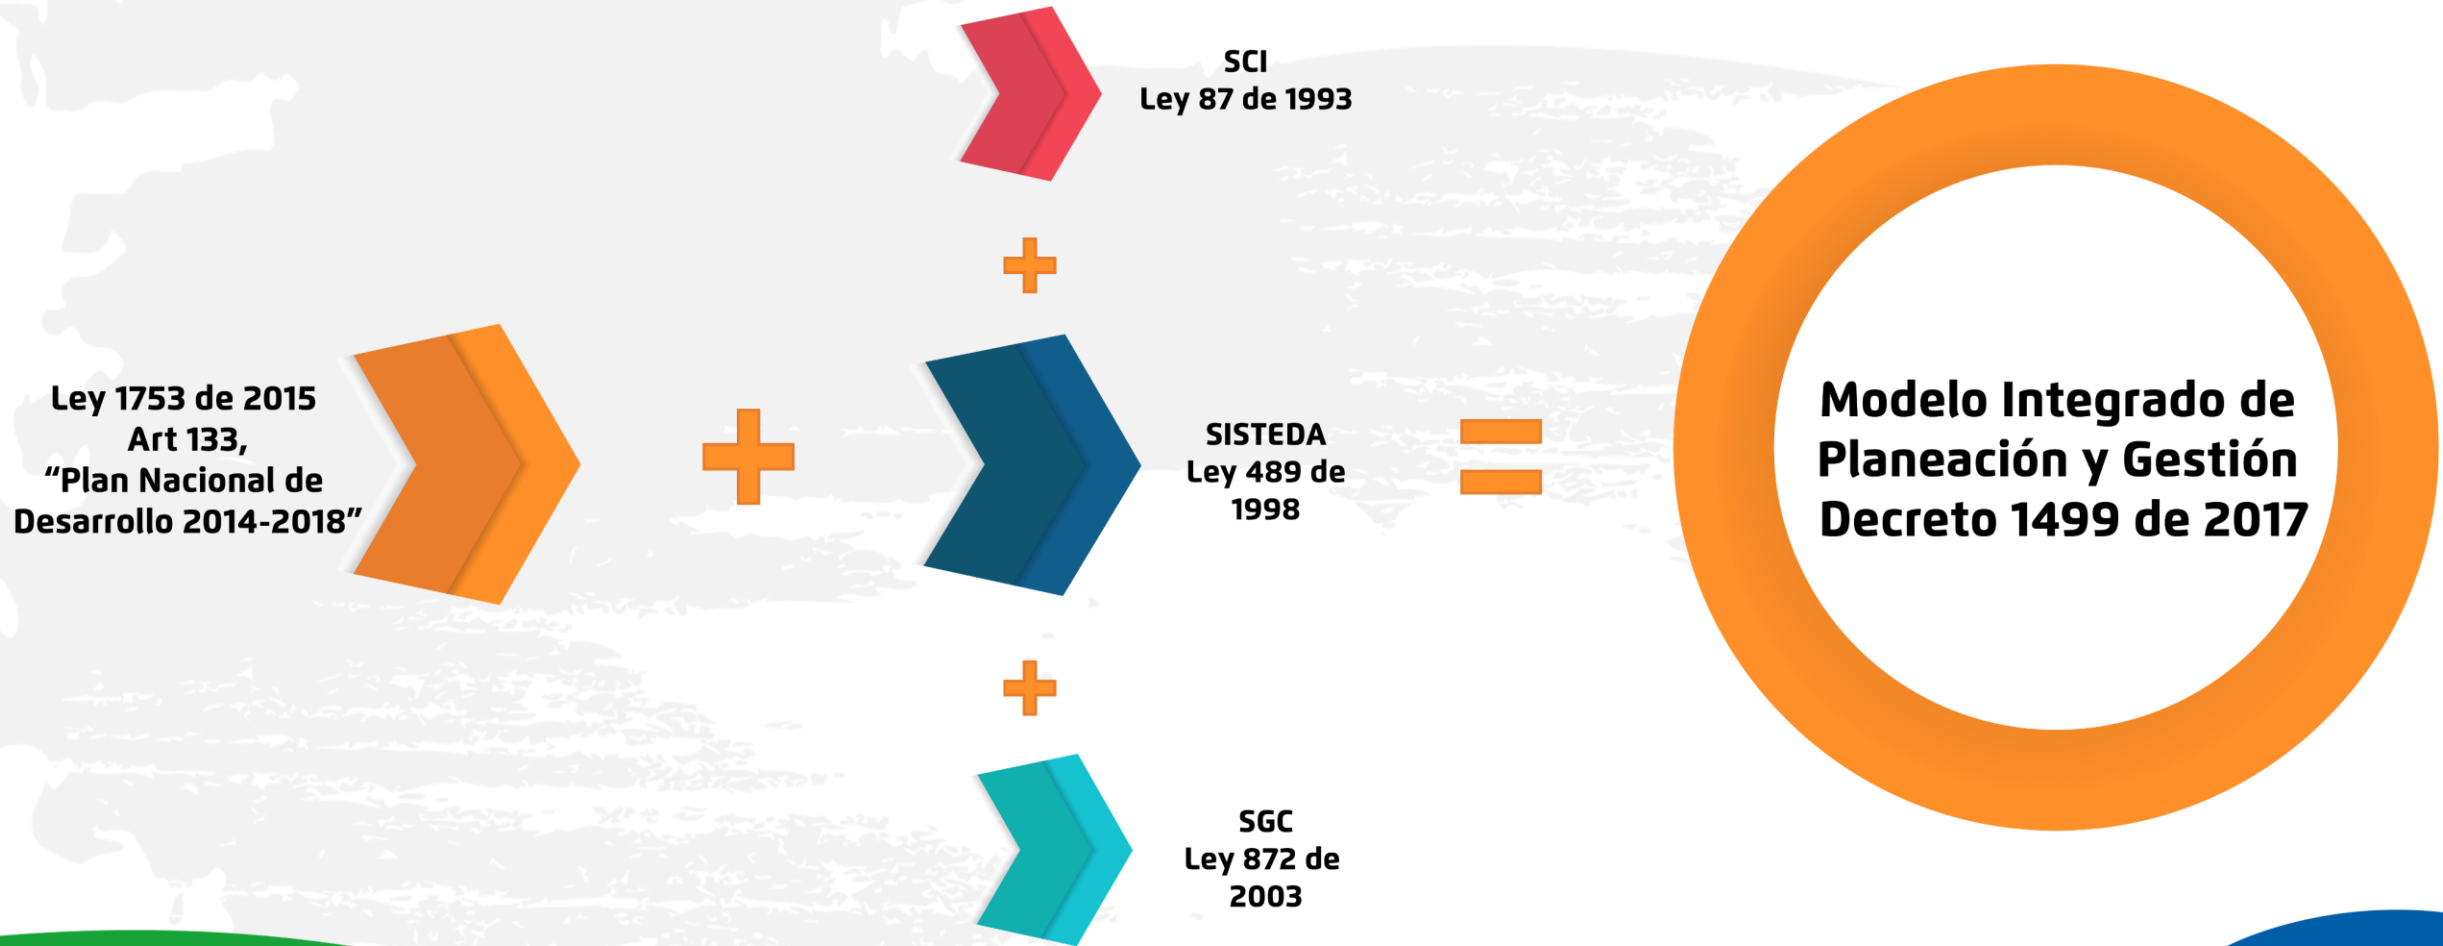 Ley 1753 de 2015
Art 133,
“Plan Nacional de
Desarrollo 2014-2018”
SCI
Ley 87 de 1993
SISTEDA
Ley 489 de
1998
SGC
Ley 872 de
2003
Modelo Integrado de
Planeación y Gestión
Decreto 1499 de 2017